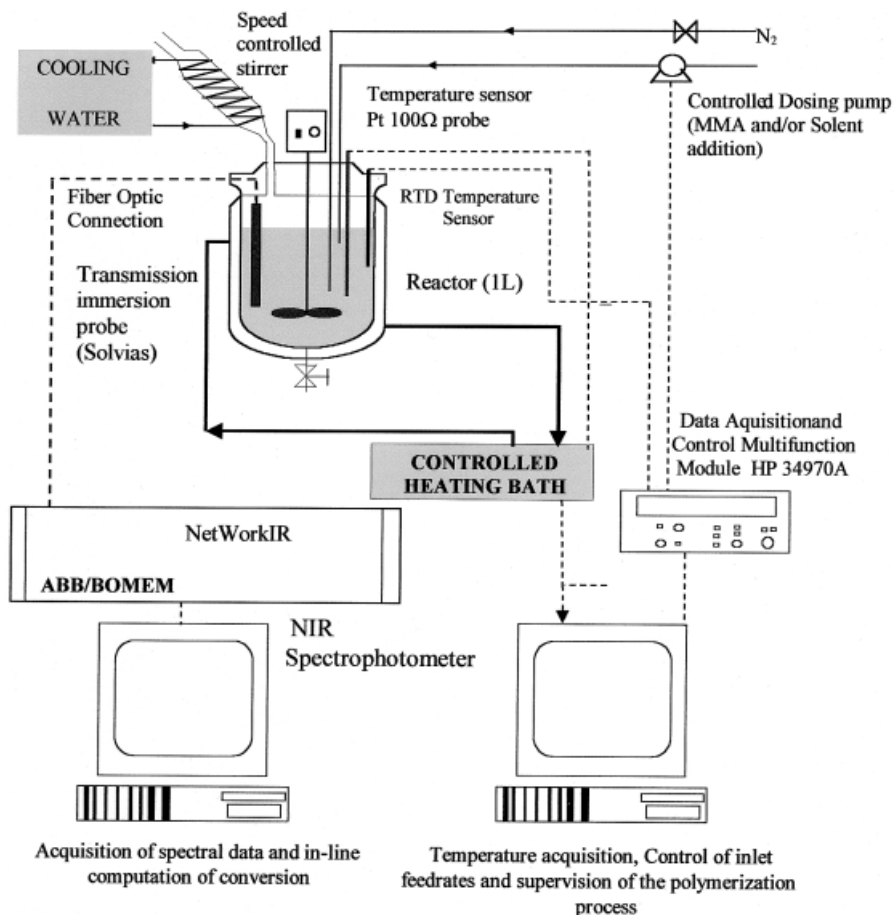 Speed
controlled
stirrer
N₂
COOLING
WATER
Temperature sensor
Pt 100Ω probe
Controlled Dosing pump
(MMA and/or Solent
addition)
Fiber Optic
Connection
RTD Temperature
Sensor
Transmission
immersion
probe
(Solvias)
Reactor (1L)
Data Aquisitionand
Control Multifunction
Module HP 34970A
CONTROLLED
HEATING BATH
NetWorkIR
ABB/BOMEM
NIR
Spectrophotometer
Acquisition of spectral data and in-line
computation of conversion
Temperature acquisition, Control of inlet
feedrates and supervision of the polymerization
process